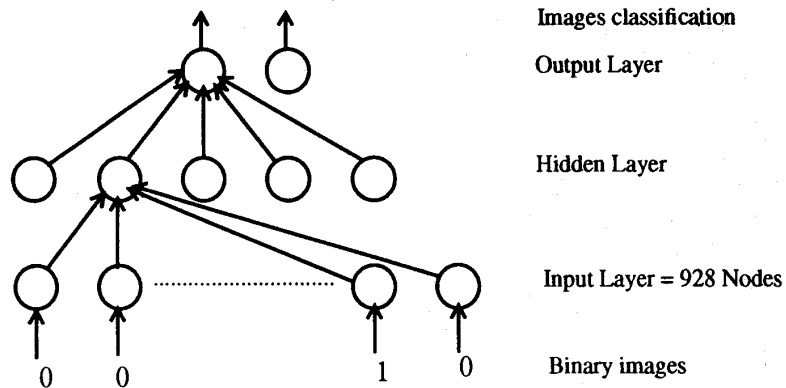 Images classification
Output Layer
Hidden Layer
Input Layer = 928 Nodes
0 0 1 0
Binary images